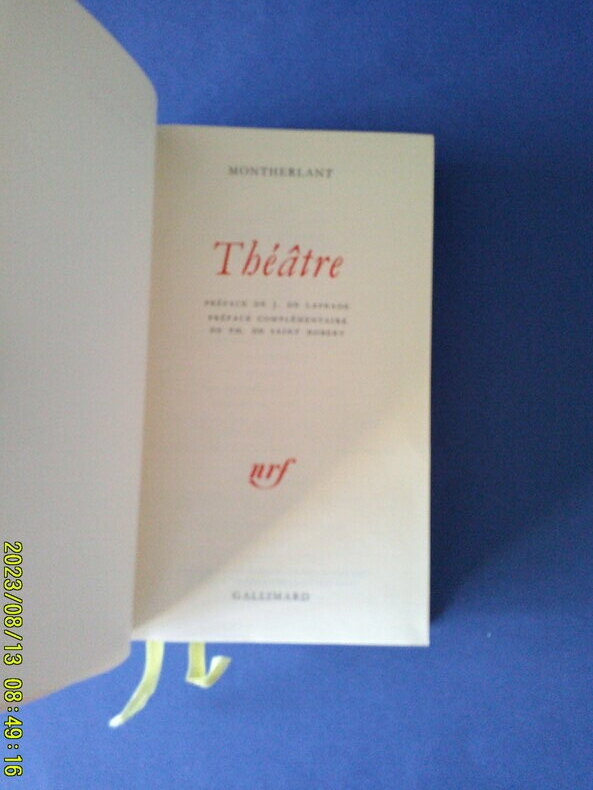 MONTHERLANT
Théâtre
PRÉFACE DE J. DE LAPRADE
PRÉFACE COMPLÉMENTAIRE
DE PH. DE SAINT ROBERT
nrf
GALLIMARD
2023/08/13 08:49:16